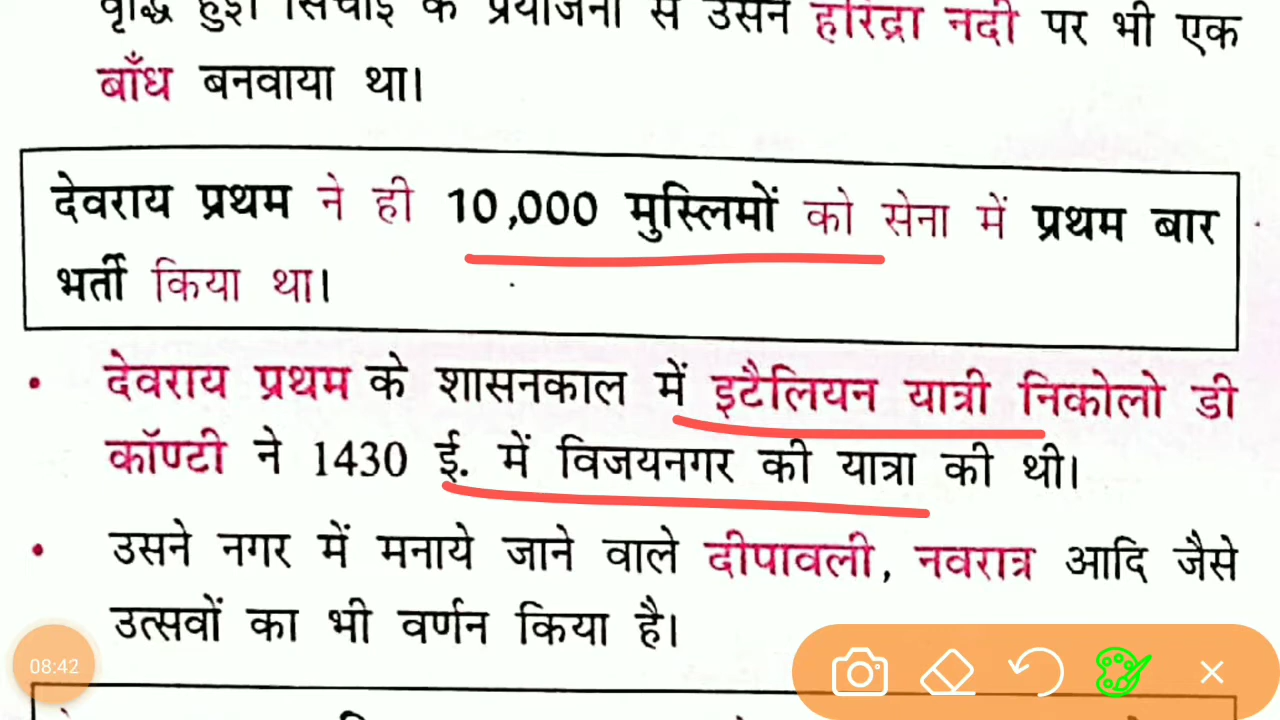 वृद्धि हुई। सिंचाई के प्रयोजनों से उसने हरिद्रा नदी पर भी एक
बाँध बनवाया था।
देवराय प्रथम ने ही 10,000 मुस्लिमों को सेना में प्रथम बार
भर्ती किया था।
• देवराय प्रथम के शासनकाल में इटैलियन यात्री निकोलो डी
कॉण्टी ने 1430 ई. में विजयनगर की यात्रा की थी।
• उसने नगर में मनाये जाने वाले दीपावली, नवरात्र आदि जैसे
उत्सवों का भी वर्णन किया है।
08:42